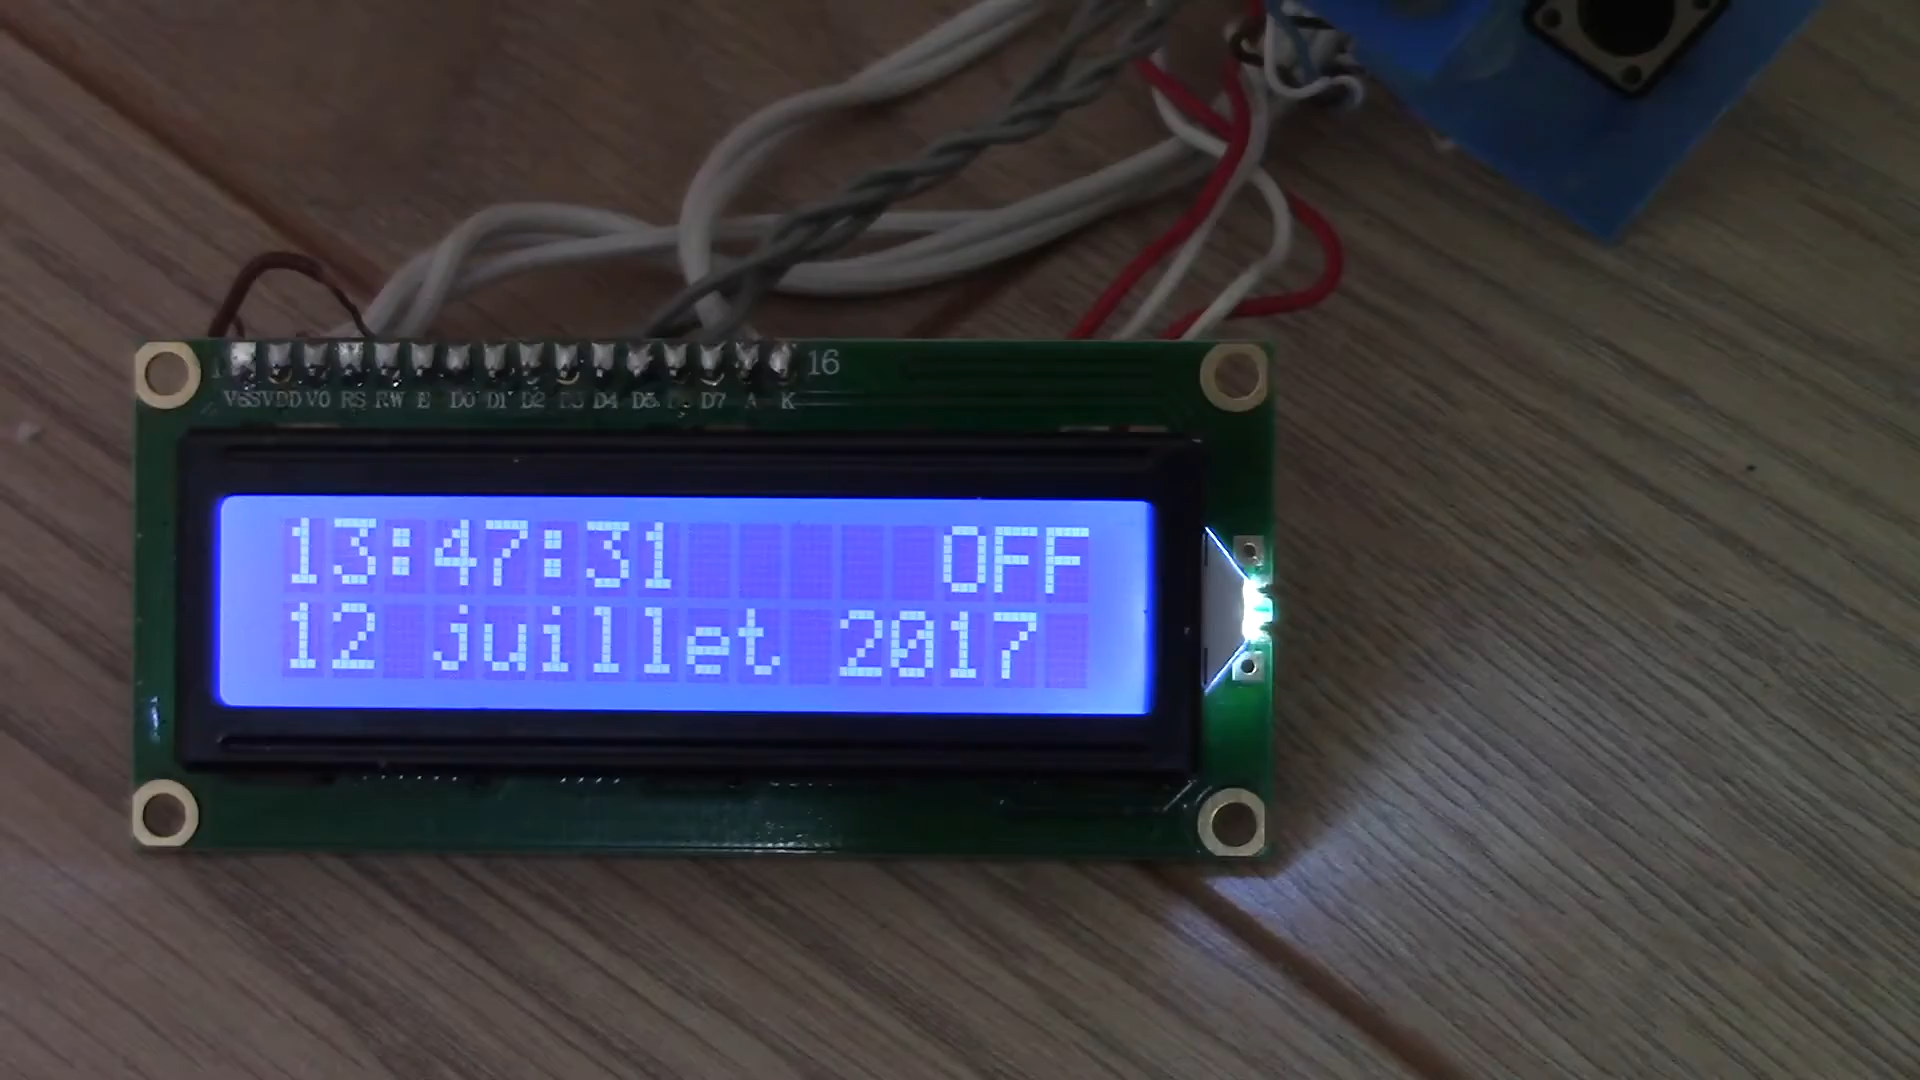 16
VSS VDD V0 RS RW E D0 D1 D2 D3 D4 D5 D7 A K
13:47:31 OFF
12 juillet 2017